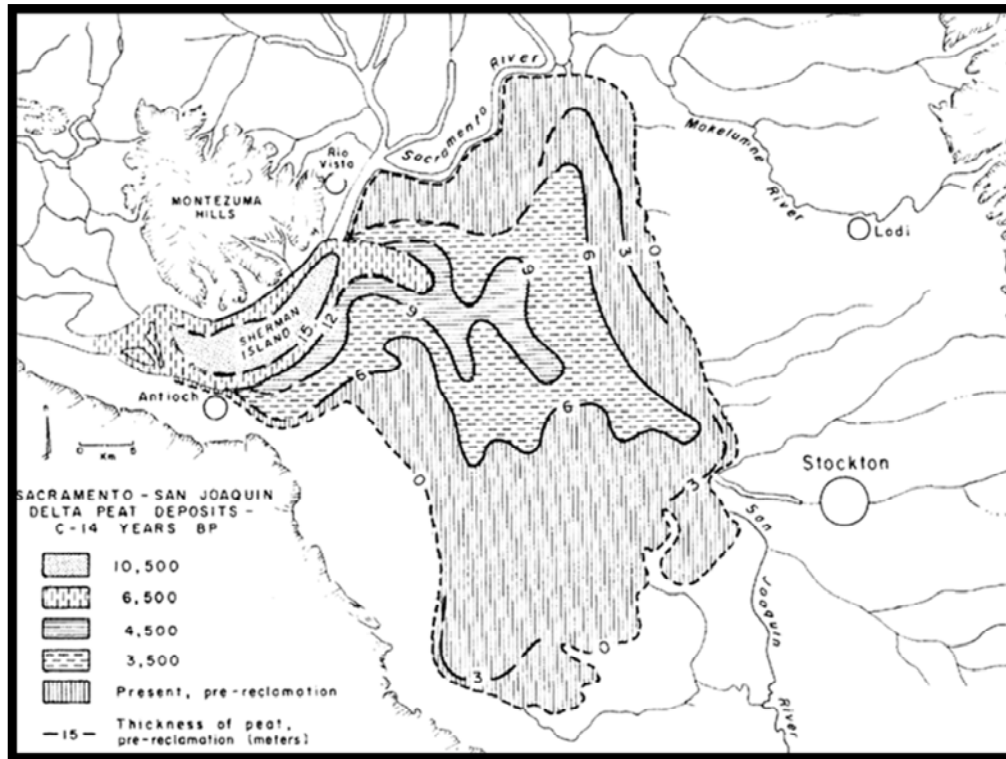 River
Sacramento
Mokelumne
River
Rio
Vista
MONTEZUMA
HILLS
Lodi
SHERMAN
ISLAND
15
12
9
9
6
6
6
6
3
0
Antioch
0
Km
Stockton
San
Joaquin
River
0
3
3
0
SACRAMENTO - SAN JOAQUIN
DELTA PEAT DEPOSITS -
C-14 YEARS BP
10,500
6,500
4,500
3,500
Present, pre-reclamation
-15- Thickness of peat,
pre-reclamation (meters)